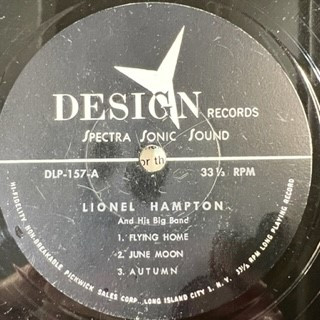 DESIGN RECORDS
SPECTRA SONIC SOUND
or th
DLP-157-A 33⅓ RPM
LIONEL HAMPTON
And His Big Band
1. FLYING HOME
2. JUNE MOON
3. AUTUMN
HI-FIDELITY NON-BREAKABLE PICKWICK SALES CORP. LONG ISLAND CITY 1, N.Y. 33⅓ RPM LONG PLAYING RECORD